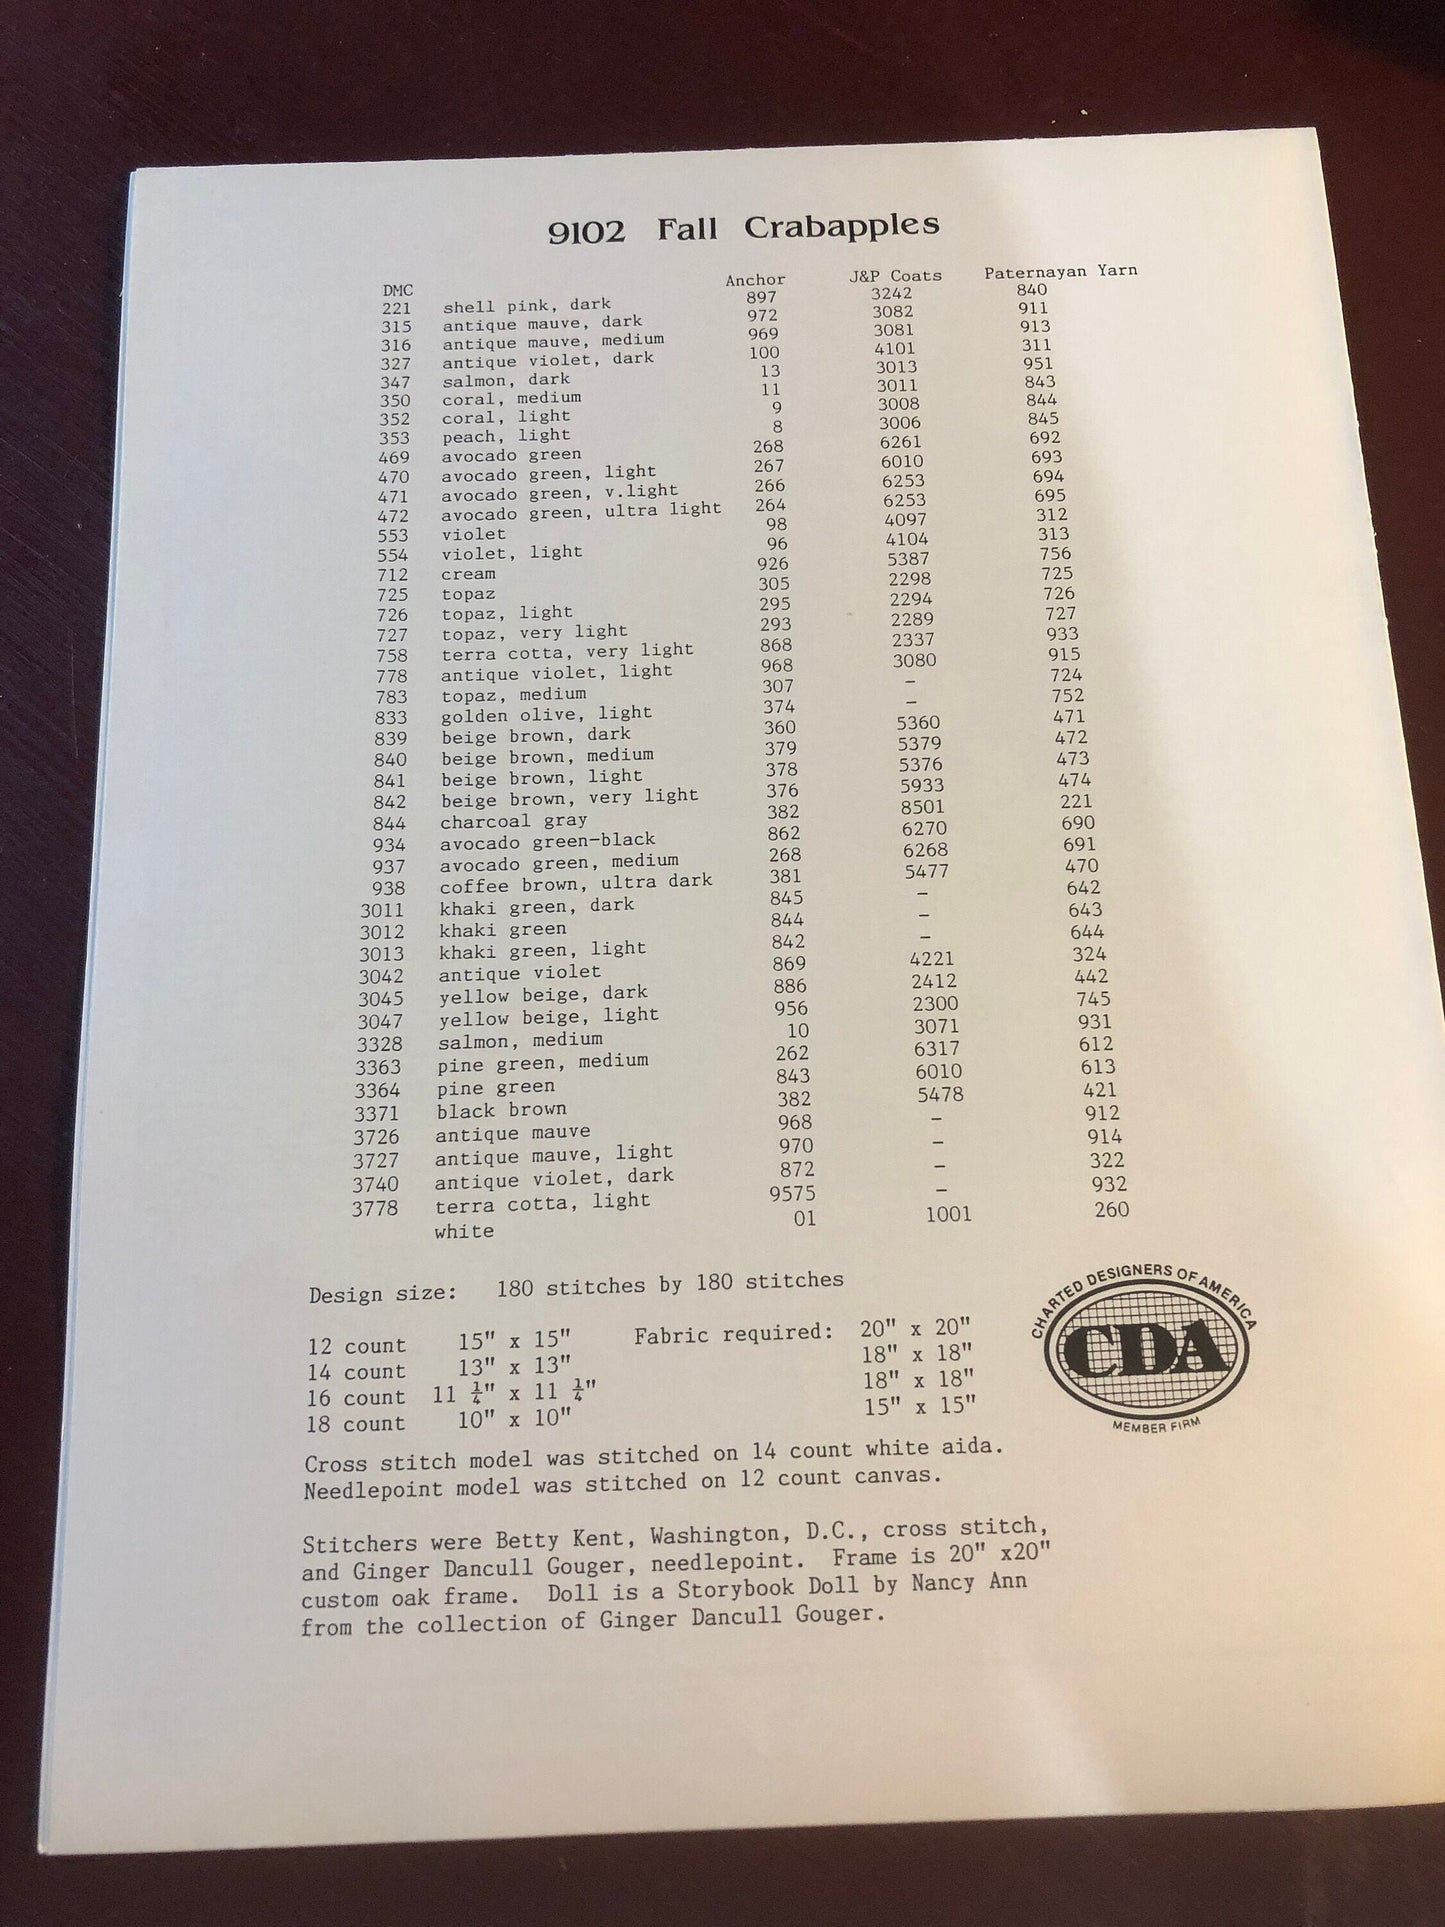 9102 Fall Crabapples
DMC Anchor J&P Coats Paternayan Yarn
221 shell pink, dark 897 3242 840
315 antique mauve, dark 972 3082 911
316 antique mauve, medium 969 3081 913
327 antique violet, dark 100 4101 311
347 salmon, dark 13 3013 951
350 coral, medium 11 3011 843
352 coral, light 9 3008 844
353 peach, light 8 3006 845
469 avocado green 268 6261 692
470 avocado green, light 267 6010 693
471 avocado green, v.light 266 6253 694
472 avocado green, ultra light 264 6253 695
553 violet 98 4097 312
554 violet, light 96 4104 313
712 cream 926 5387 756
725 topaz 305 2298 725
726 topaz, light 295 2294 726
727 topaz, very light 293 2289 727
758 terra cotta, very light 868 2337 933
778 antique violet, light 968 3080 915
783 topaz, medium 307 – 724
833 golden olive, light 374 – 752
839 beige brown, dark 360 5360 471
840 beige brown, medium 379 5379 472
841 beige brown, light 378 5376 473
842 beige brown, very light 376 5933 474
844 charcoal gray 382 8501 221
934 avocado green-black 862 6270 690
937 avocado green, medium 268 6268 691
938 coffee brown, ultra dark 381 5477 470
3011 khaki green, dark 845 – 642
3012 khaki green 844 – 643
3013 khaki green, light 842 – 644
3042 antique violet 869 4221 324
3045 yellow beige, dark 886 2412 442
3047 yellow beige, light 956 2300 745
3328 salmon, medium 10 3071 931
3363 pine green, medium 262 6317 612
3364 pine green 843 6010 613
3371 black brown 382 5478 421
3726 antique mauve 968 – 912
3727 antique mauve, light 970 – 914
3740 antique violet, dark 872 – 322
3778 terra cotta, light 9575 – 932
white 01 1001 260
Design size: 180 stitches by 180 stitches
12 count 15" x 15" Fabric required: 20" x 20"
14 count 13" x 13" 18" x 18"
16 count 11 ¼" x 11 ¼" 18" x 18"
18 count 10" x 10" 15" x 15"
CHARTED DESIGNERS OF AMERICA
CDA
MEMBER FIRM
Cross stitch model was stitched on 14 count white aida.
Needlepoint model was stitched on 12 count canvas.
Stitchers were Betty Kent, Washington, D.C., cross stitch,
and Ginger Dancull Gouger, needlepoint. Frame is 20" x20"
custom oak frame. Doll is a Storybook Doll by Nancy Ann
from the collection of Ginger Dancull Gouger.